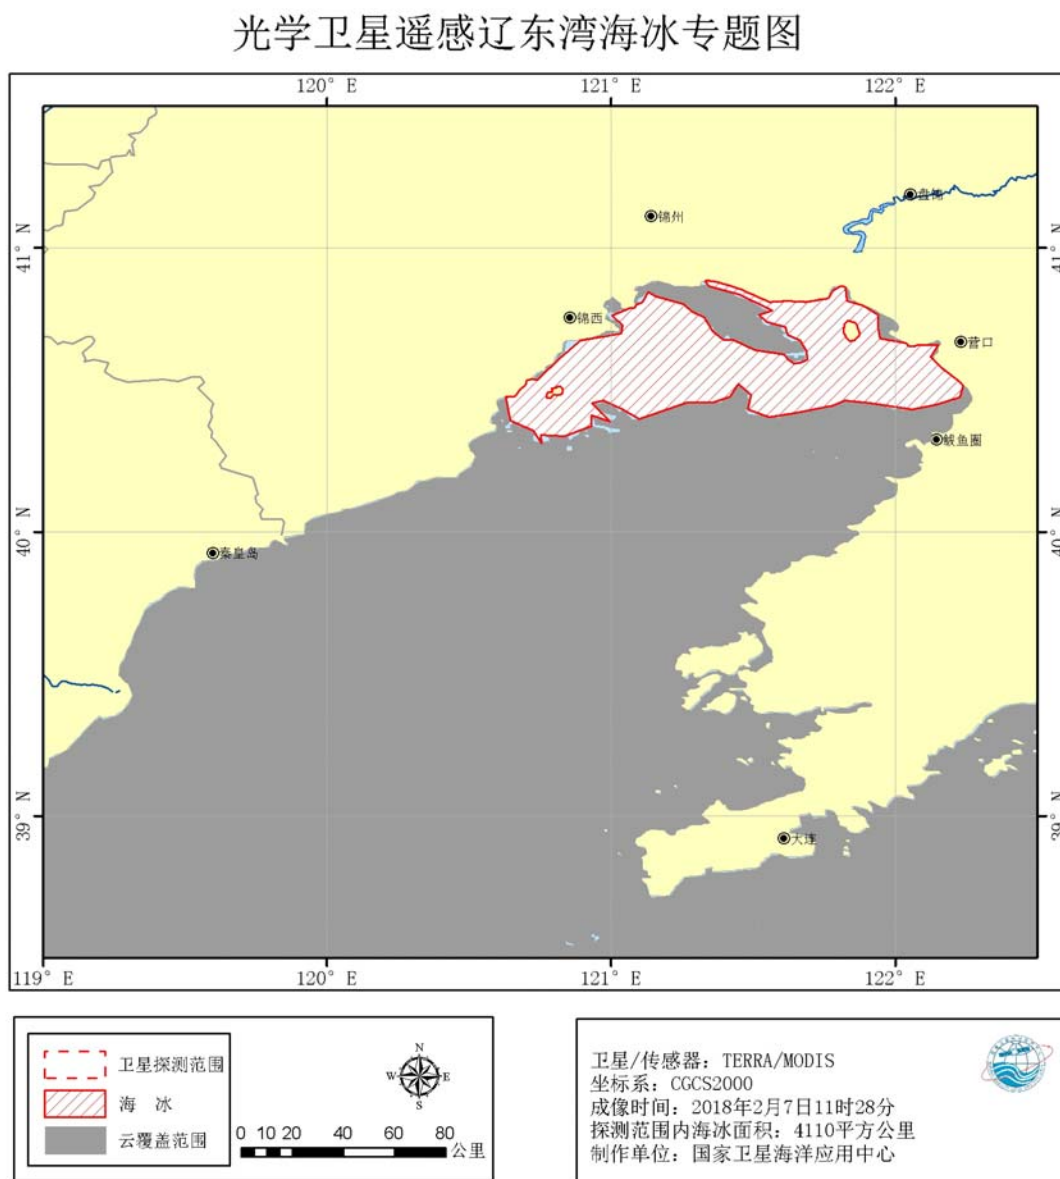 光学卫星遥感辽东湾海冰专题图
120° E 121° E 122° E
盘锦
锦州
41° N 41° N
锦西
营口
鲅鱼圈
40° N 40° N
秦皇岛
39° N 39° N
大连
119° E 120° E 121° E 122° E
卫星探测范围
海 冰
云覆盖范围
N
W E
S
0 10 20 40 60 80 公里
卫星/传感器: TERRA/MODIS
坐标系: CGCS2000
成像时间: 2018年2月7日11时28分
探测范围内海冰面积: 4110平方公里
制作单位: 国家卫星海洋应用中心